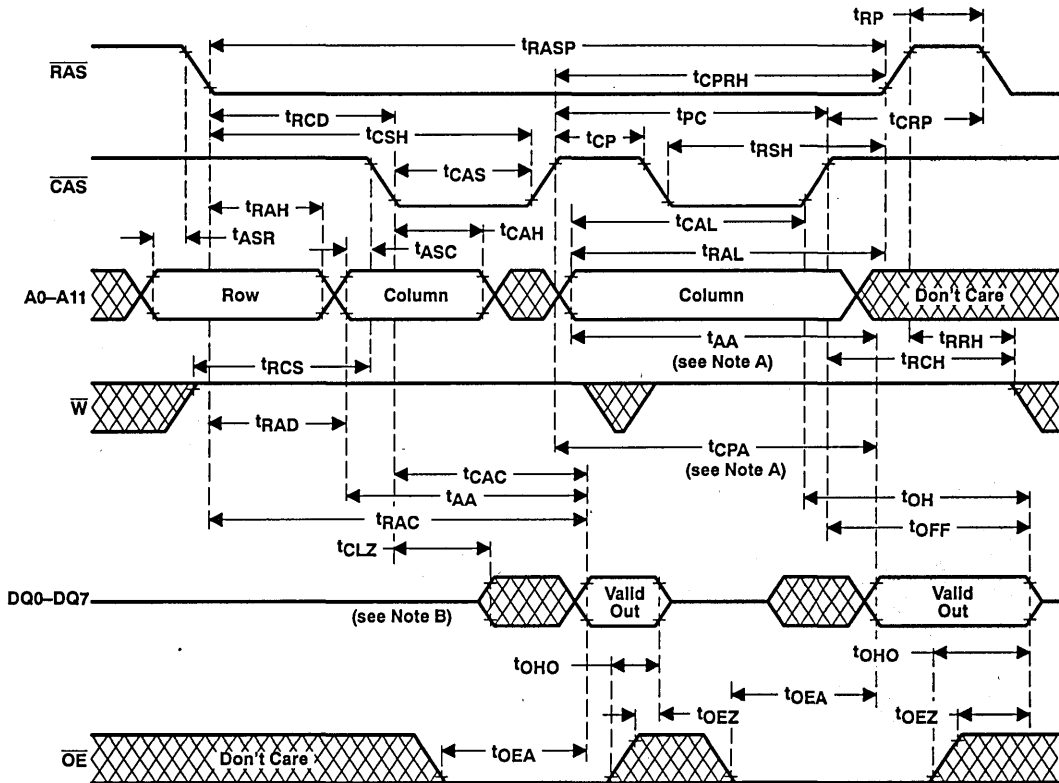 tRP
tRASP
RAS
tCPRH
tRCD
tPC
tCSH
tCP
tCRP
tRSH
CAS
tCAS
tRAH
tCAL
tASR
tASC
tCAH
tRAL
A0–A11
Row
Column
Column
Don't Care
tAA
(see Note A)
tRRH
tRCS
tRCH
W
tRAD
tCPA
(see Note A)
tCAC
tAA
tOH
tRAC
tOFF
tCLZ
DQ0–DQ7
(see Note B)
Valid
Out
Valid
Out
tOHO
tOHO
tOEA
tOEZ
tOEZ
OE
Don't Care
tOEA